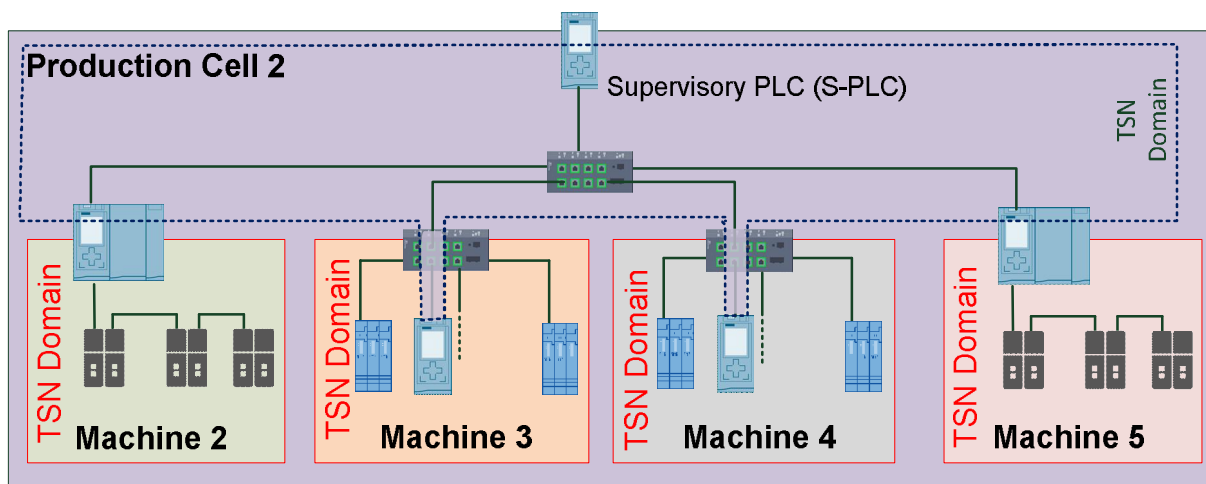 Production Cell 2
Supervisory PLC (S-PLC)
TSN
Domain
TSN Domain
Machine 2
TSN Domain
Machine 3
TSN Domain
Machine 4
TSN Domain
Machine 5